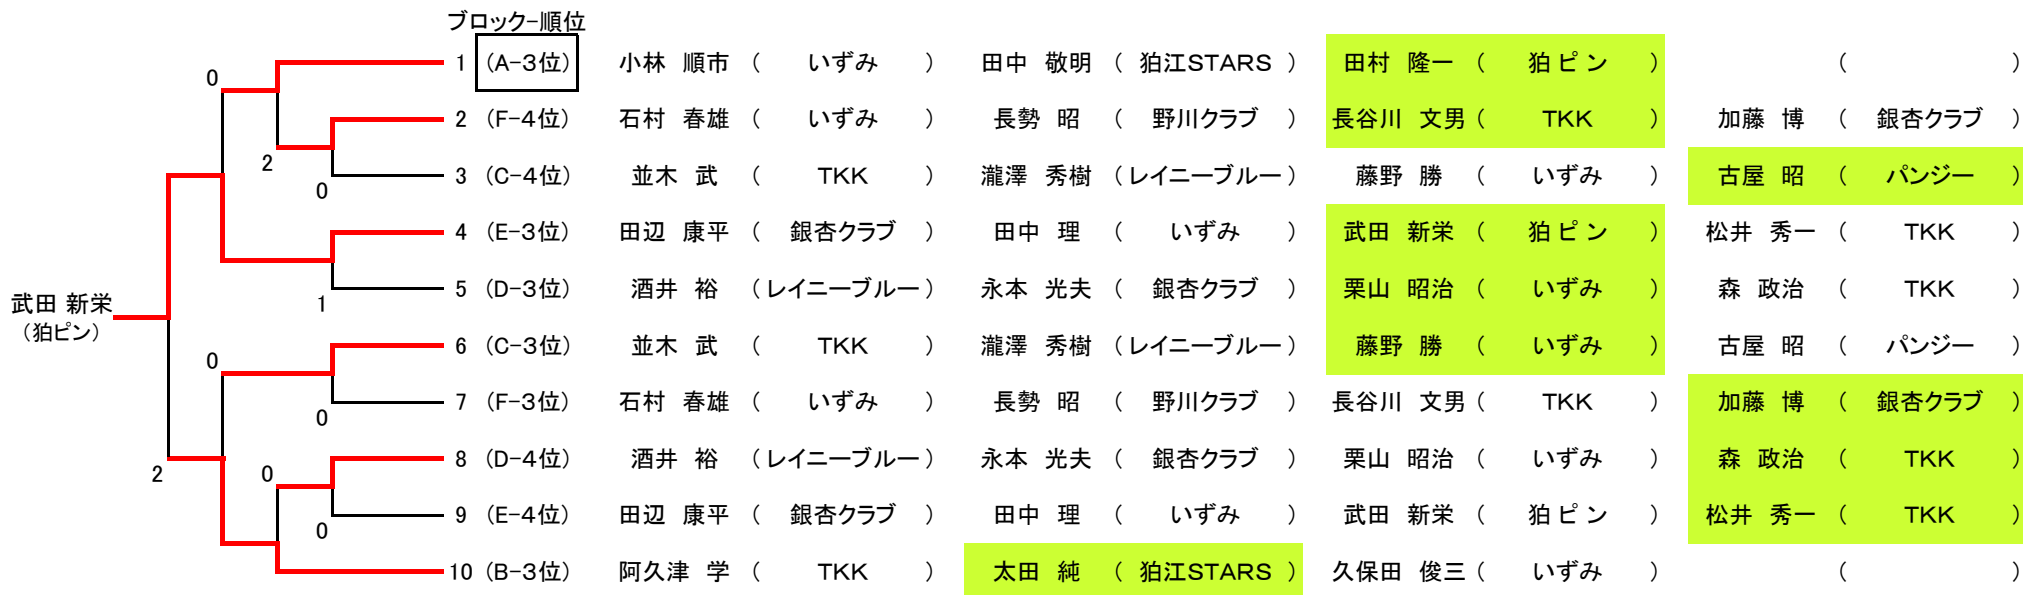 ブロック-順位
1 (A-3位) 小林 順市 ( いずみ ) 田中 敬明 ( 狛江STARS ) 田村 隆一 ( 狛ピン ) ( )
0
2 (F-4位) 石村 春雄 ( いずみ ) 長勢 昭 ( 野川クラブ ) 長谷川 文男 ( TKK ) 加藤 博 ( 銀杏クラブ )
2
3 (C-4位) 並木 武 ( TKK ) 瀧澤 秀樹 (レイニーブルー) 藤野 勝 ( いずみ ) 古屋 昭 ( パンジー )
0
4 (E-3位) 田辺 康平 ( 銀杏クラブ ) 田中 理 ( いずみ ) 武田 新栄 ( 狛ピン ) 松井 秀一 ( TKK )
5 (D-3位) 酒井 裕 (レイニーブルー) 永本 光夫 ( 銀杏クラブ ) 栗山 昭治 ( いずみ ) 森 政治 ( TKK )
1
武田 新栄
(狛ピン)
6 (C-3位) 並木 武 ( TKK ) 瀧澤 秀樹 (レイニーブルー) 藤野 勝 ( いずみ ) 古屋 昭 ( パンジー )
0
7 (F-3位) 石村 春雄 ( いずみ ) 長勢 昭 ( 野川クラブ ) 長谷川 文男 ( TKK ) 加藤 博 ( 銀杏クラブ )
0
8 (D-4位) 酒井 裕 (レイニーブルー) 永本 光夫 ( 銀杏クラブ ) 栗山 昭治 ( いずみ ) 森 政治 ( TKK )
2 0
9 (E-4位) 田辺 康平 ( 銀杏クラブ ) 田中 理 ( いずみ ) 武田 新栄 ( 狛ピン ) 松井 秀一 ( TKK )
0
10 (B-3位) 阿久津 学 ( TKK ) 太田 純 ( 狛江STARS ) 久保田 俊三 ( いずみ ) ( )